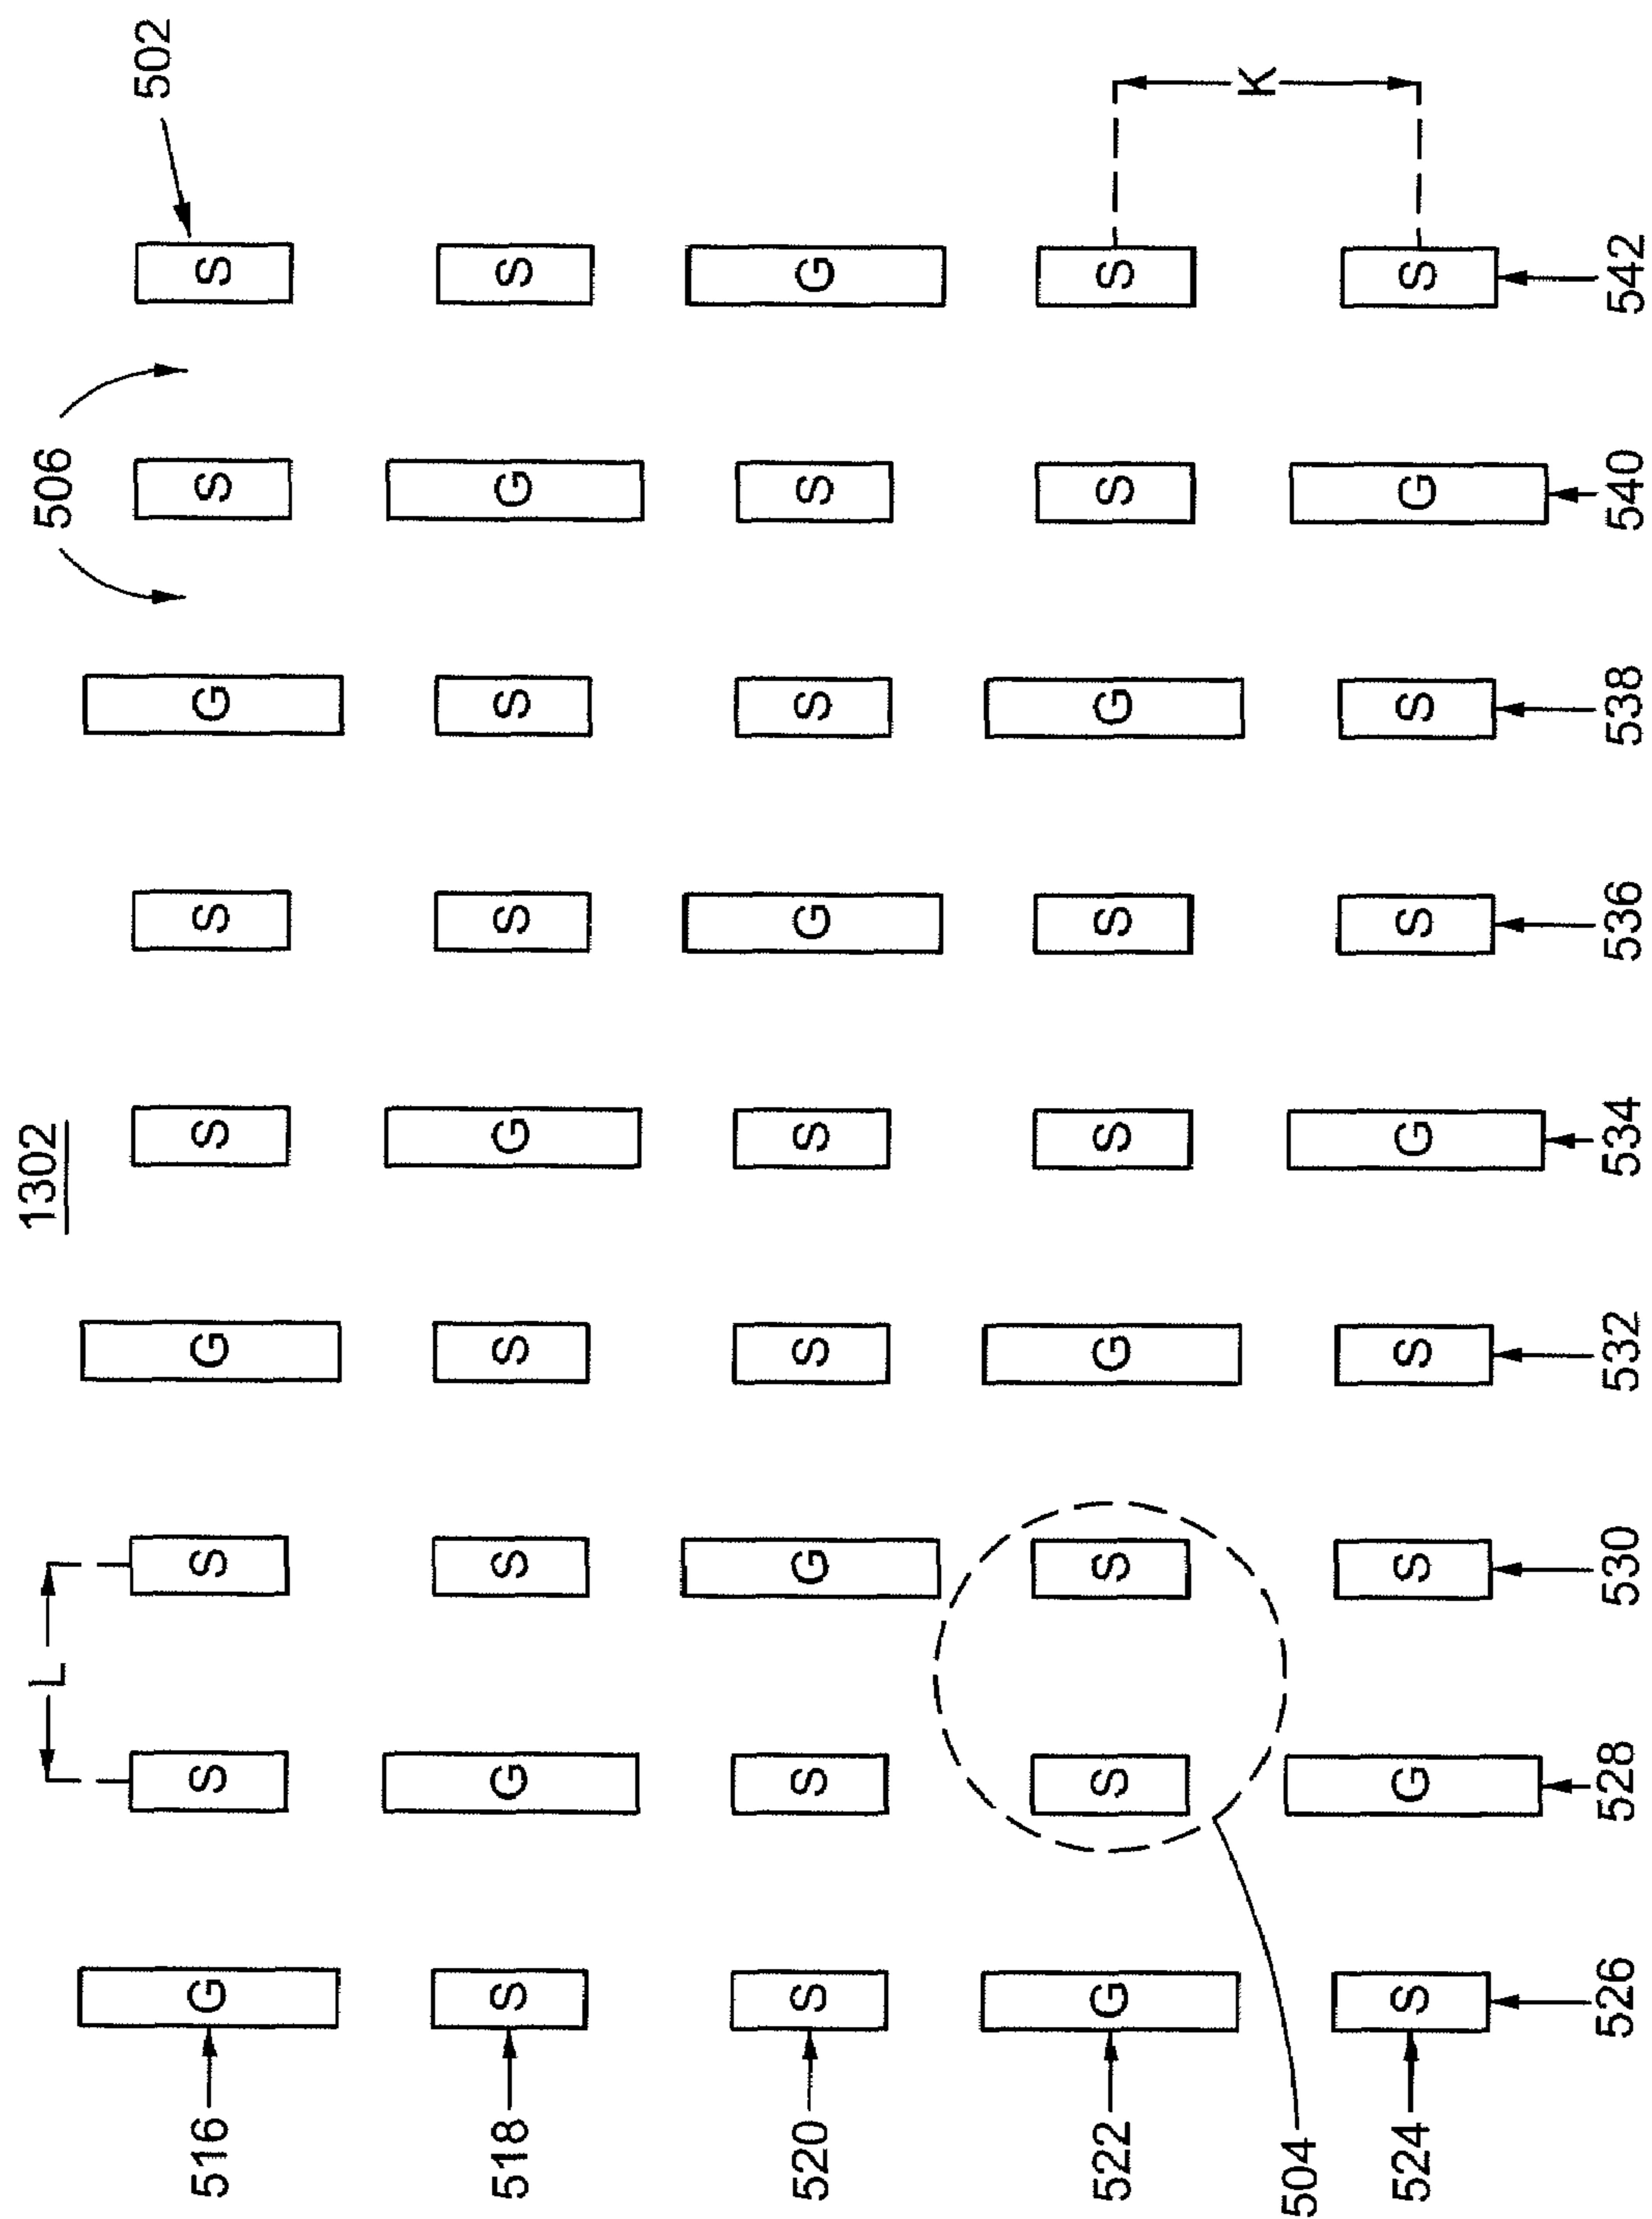 1302
L
506
502
516 G S S G S S G S S
518 S G S S G S S G S
520 S S G S S G S S G
522 G S S G S S G S S
K
504
524 S G S S G S S G S
526 528 530 532 534 536 538 540 542